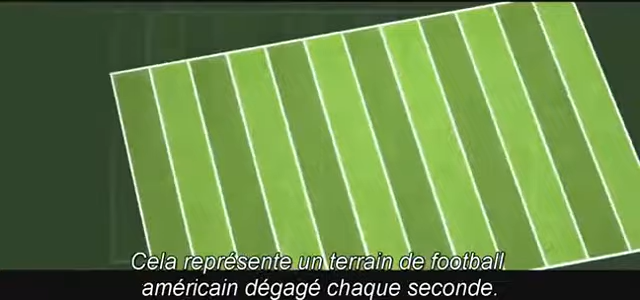 Cela représente un terrain de football
américain dégagé chaque seconde.